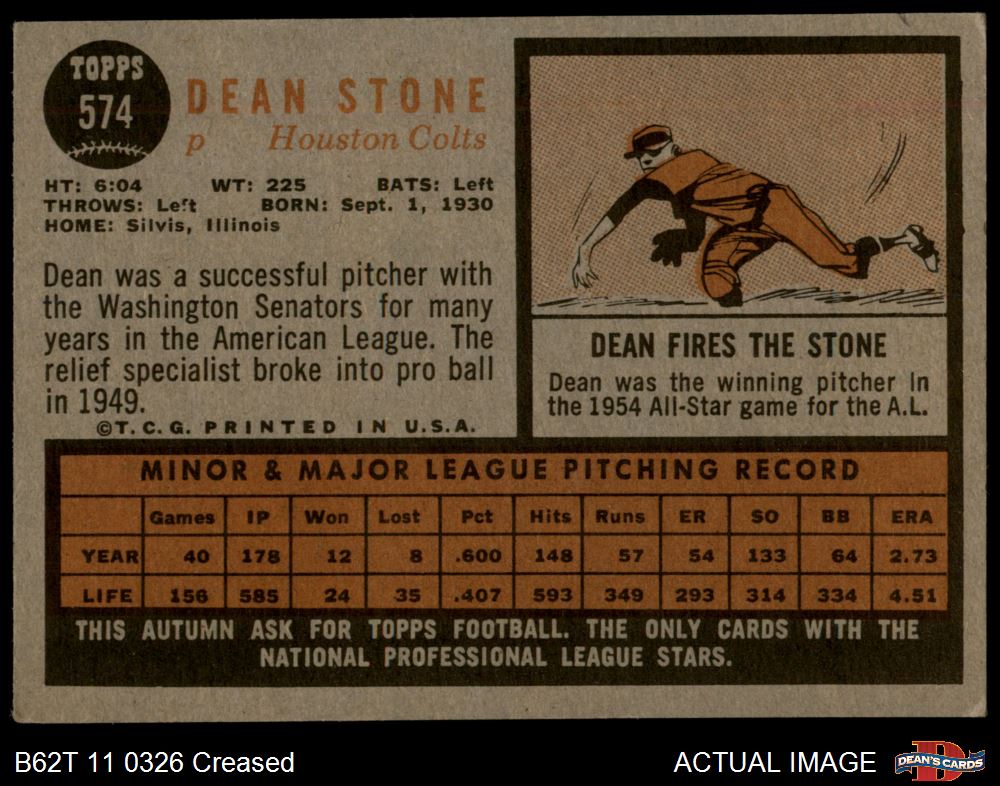 TOPPS
574
DEAN STONE
p Houston Colts
HT: 6:04 WT: 225 BATS: Left
THROWS: Left BORN: Sept. 1, 1930
HOME: Silvis, Illinois
Dean was a successful pitcher with
the Washington Senators for many
years in the American League. The
relief specialist broke into pro ball
in 1949.
©T. C. G. PRINTED IN U.S.A.
DEAN FIRES THE STONE
Dean was the winning pitcher in
the 1954 All-Star game for the A.L.
MINOR & MAJOR LEAGUE PITCHING RECORD
Games IP Won Lost Pct Hits Runs ER SO BB ERA
YEAR 40 178 12 8 .600 148 57 54 133 64 2.73
LIFE 156 585 24 35 .407 593 349 293 314 334 4.51
THIS AUTUMN ASK FOR TOPPS FOOTBALL. THE ONLY CARDS WITH THE
NATIONAL PROFESSIONAL LEAGUE STARS.
B62T 11 0326 Creased
ACTUAL IMAGE
DEAN'S CARDS